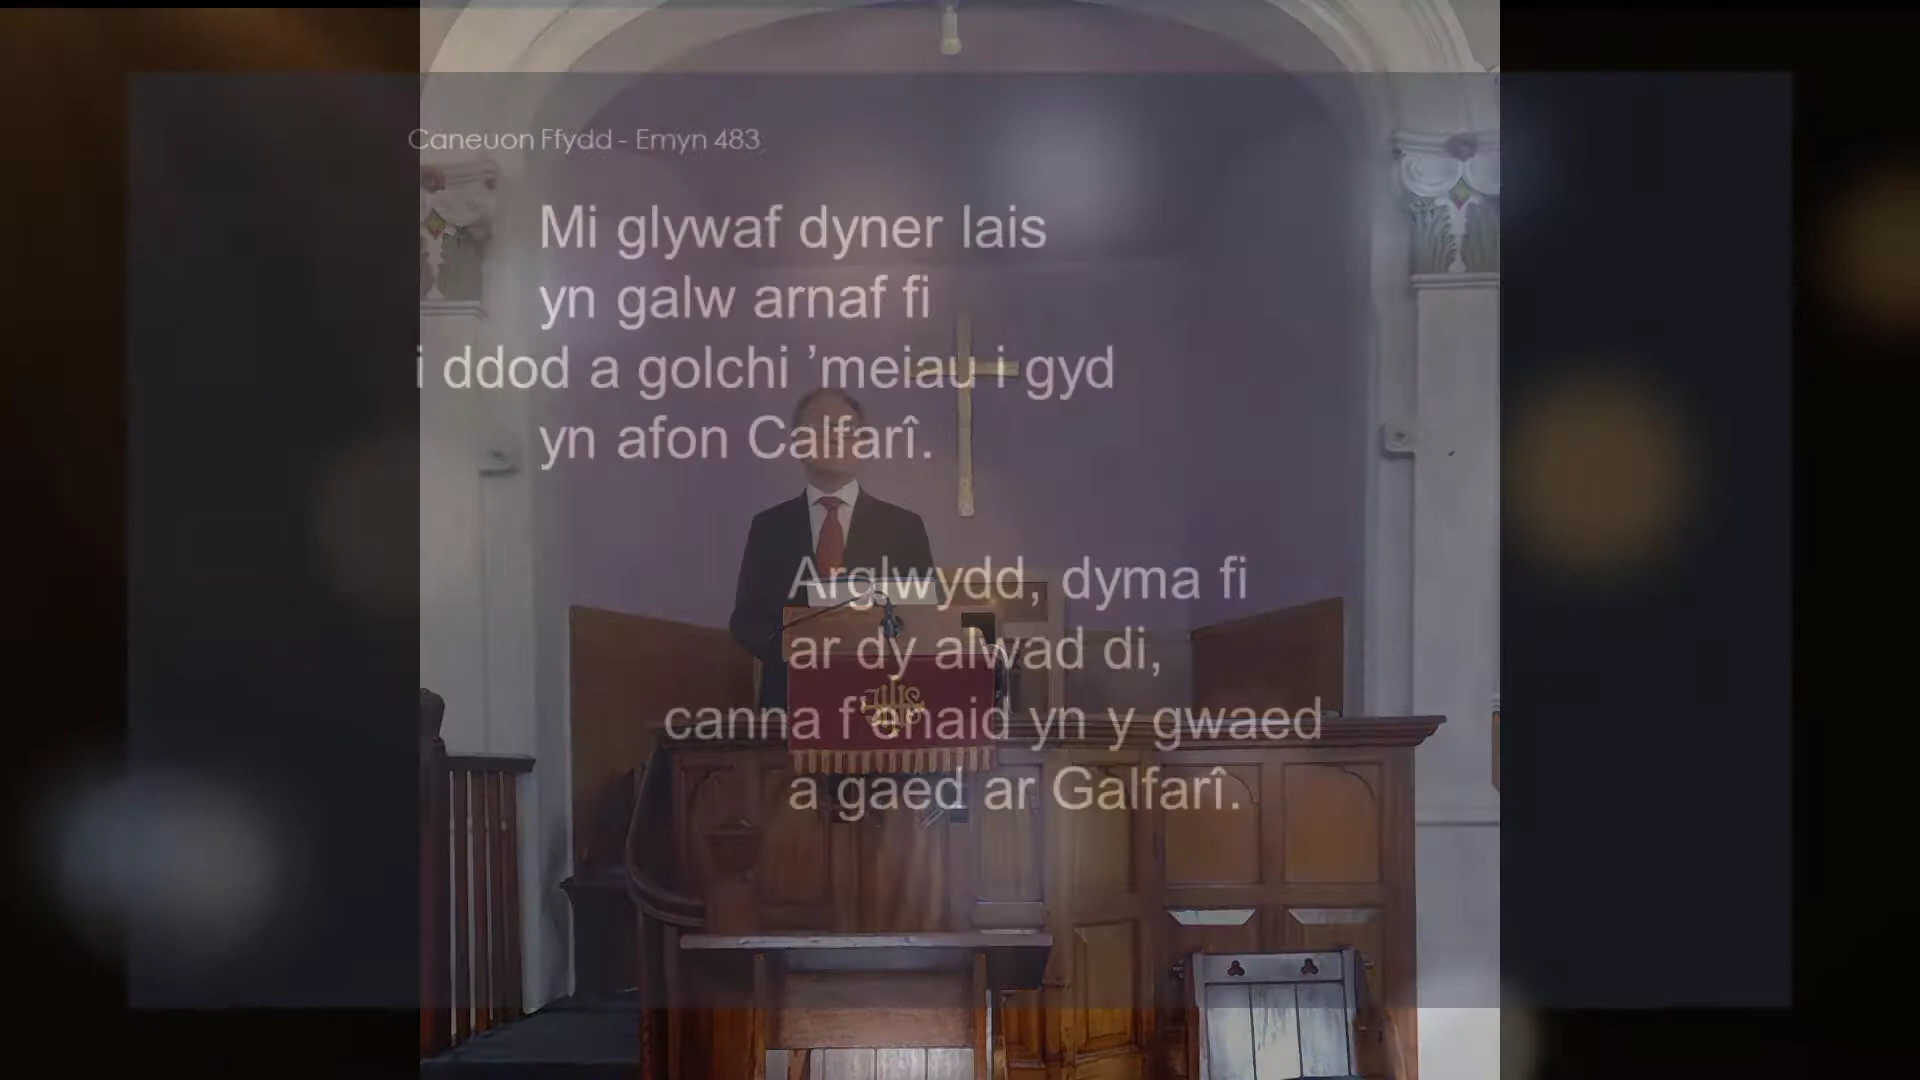 Caneuon Ffydd - Emyn 483
Mi glywaf dyner lais
yn galw arnaf fi
i ddod a golchi ’meiau i gyd
yn afon Calfarî.
Arglwydd, dyma fi
ar dy alwad di,
canna f’enaid yn y gwaed
a gaed ar Galfarî.
IHS